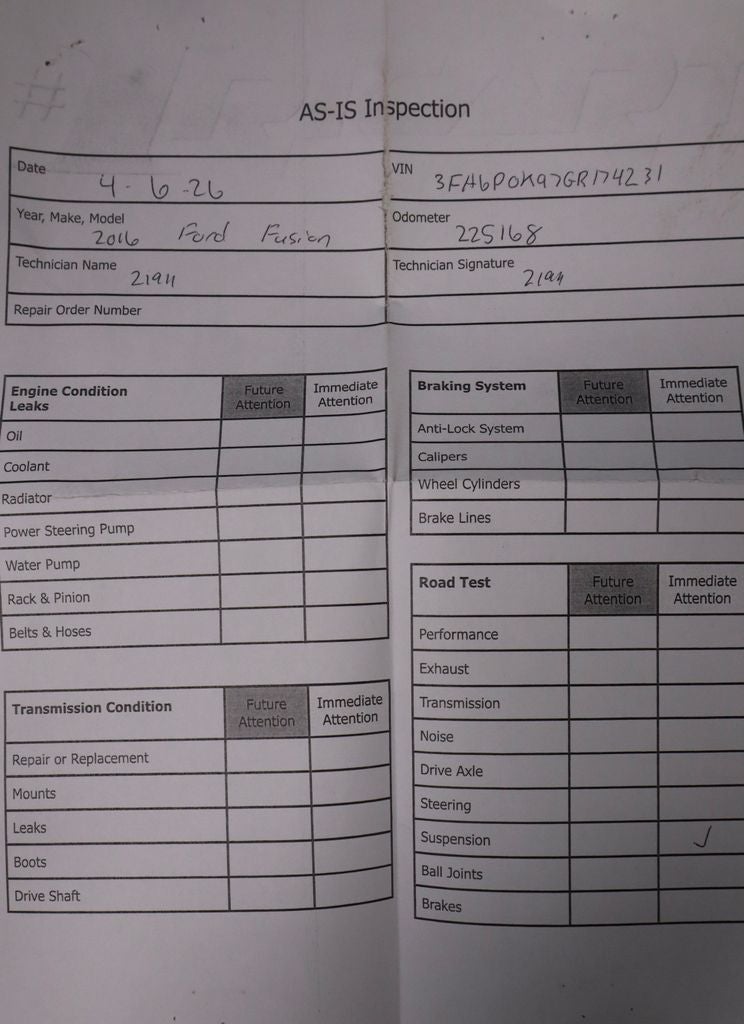 AS-IS Inspection
Date 4-6-26
VIN 3FA6P0K97GR174231
Year, Make, Model 2016 Ford Fusion
Odometer 225168
Technician Name
Technician Signature
Repair Order Number
Engine Condition Leaks Future Attention Immediate Attention
Oil
Coolant
Radiator
Power Steering Pump
Water Pump
Rack & Pinion
Belts & Hoses
Transmission Condition Future Attention Immediate Attention
Repair or Replacement
Mounts
Leaks
Boots
Drive Shaft
Braking System Future Attention Immediate Attention
Anti-Lock System
Calipers
Wheel Cylinders
Brake Lines
Road Test Future Attention Immediate Attention
Performance
Exhaust
Transmission
Noise
Drive Axle
Steering
Suspension ✓
Ball Joints
Brakes